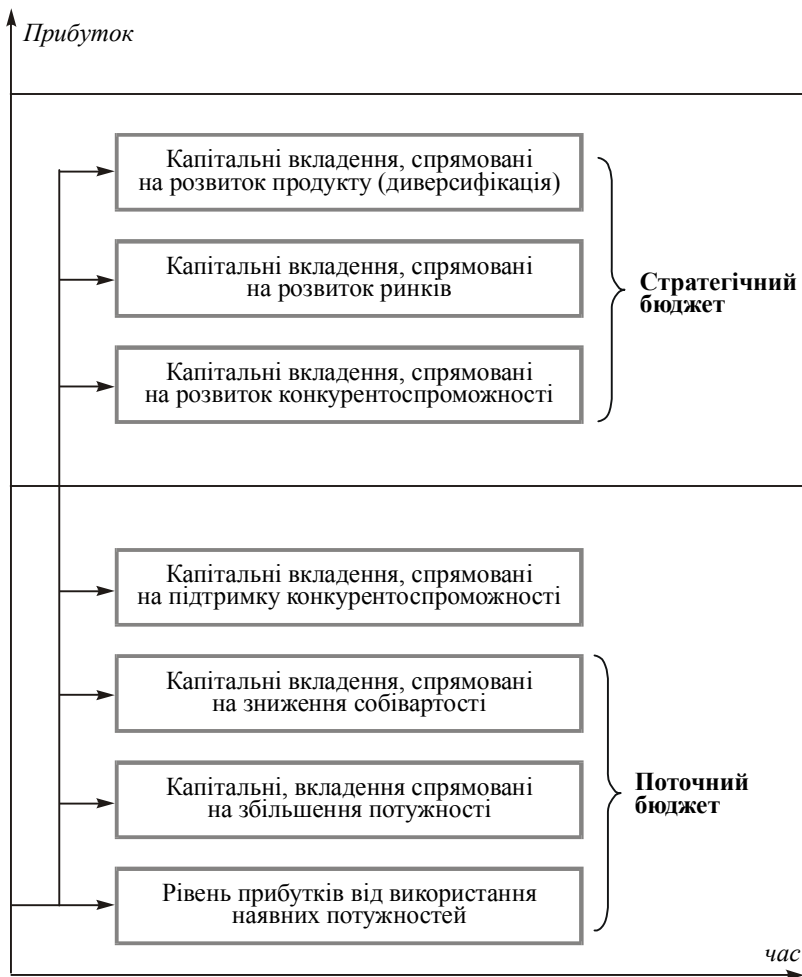 Прибуток
Капітальні вкладення, спрямовані
на розвиток продукту (диверсифікація)
Капітальні вкладення, спрямовані
на розвиток ринків
Стратегічний
бюджет
Капітальні вкладення, спрямовані
на розвиток конкурентоспроможності
Капітальні вкладення, спрямовані
на підтримку конкурентоспроможності
Капітальні вкладення, спрямовані
на зниження собівартості
Капітальні, вкладення спрямовані
на збільшення потужності
Поточний
бюджет
Рівень прибутків від використання
наявних потужностей
час